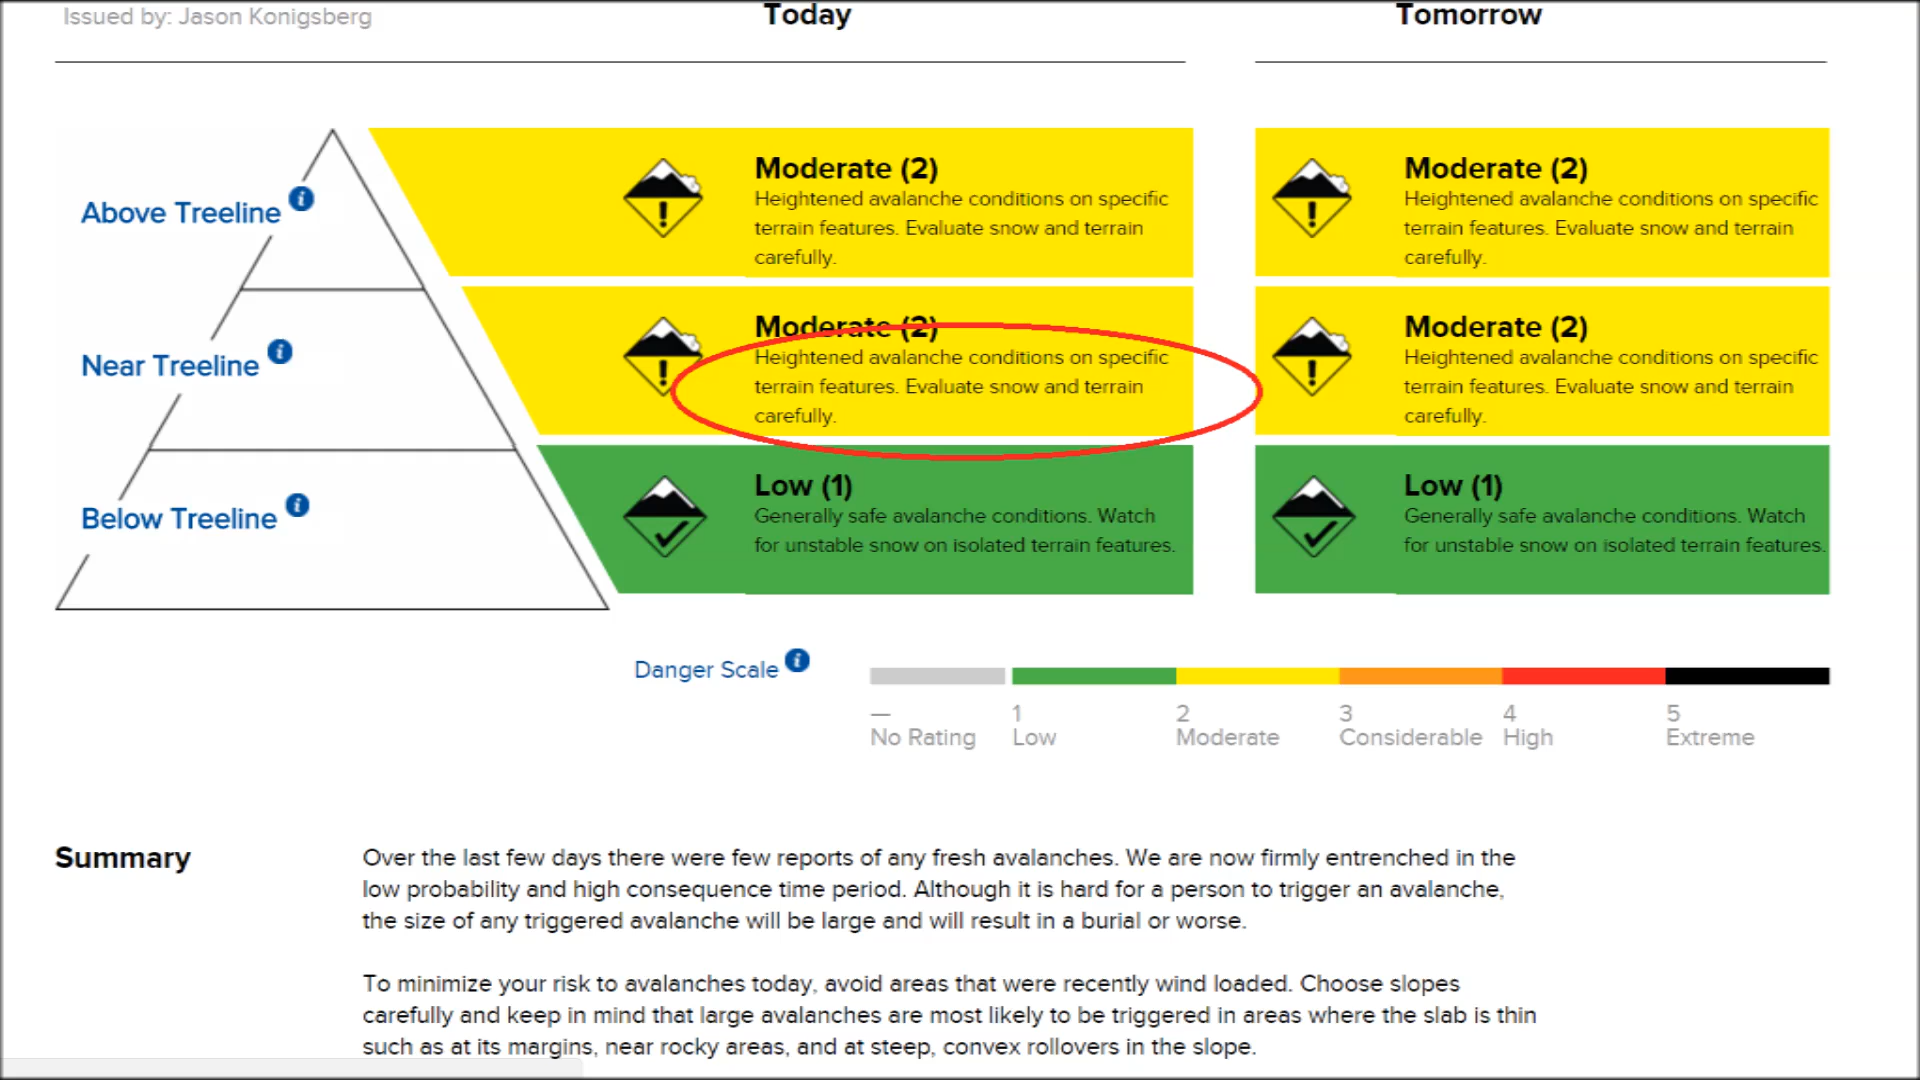 Issued by: Jason Konigsberg
Today
Tomorrow
Above Treeline
Moderate (2)
Heightened avalanche conditions on specific
terrain features. Evaluate snow and terrain
carefully.
Moderate (2)
Heightened avalanche conditions on specific
terrain features. Evaluate snow and terrain
carefully.
Near Treeline
Moderate (2)
Heightened avalanche conditions on specific
terrain features. Evaluate snow and terrain
carefully.
Moderate (2)
Heightened avalanche conditions on specific
terrain features. Evaluate snow and terrain
carefully.
Below Treeline
Low (1)
Generally safe avalanche conditions. Watch
for unstable snow on isolated terrain features.
Low (1)
Generally safe avalanche conditions. Watch
for unstable snow on isolated terrain features.
Danger Scale
—
No Rating
1
Low
2
Moderate
3
Considerable
4
High
5
Extreme
Summary
Over the last few days there were few reports of any fresh avalanches. We are now firmly entrenched in the
low probability and high consequence time period. Although it is hard for a person to trigger an avalanche,
the size of any triggered avalanche will be large and will result in a burial or worse.
To minimize your risk to avalanches today, avoid areas that were recently wind loaded. Choose slopes
carefully and keep in mind that large avalanches are most likely to be triggered in areas where the slab is thin
such as at its margins, near rocky areas, and at steep, convex rollovers in the slope.